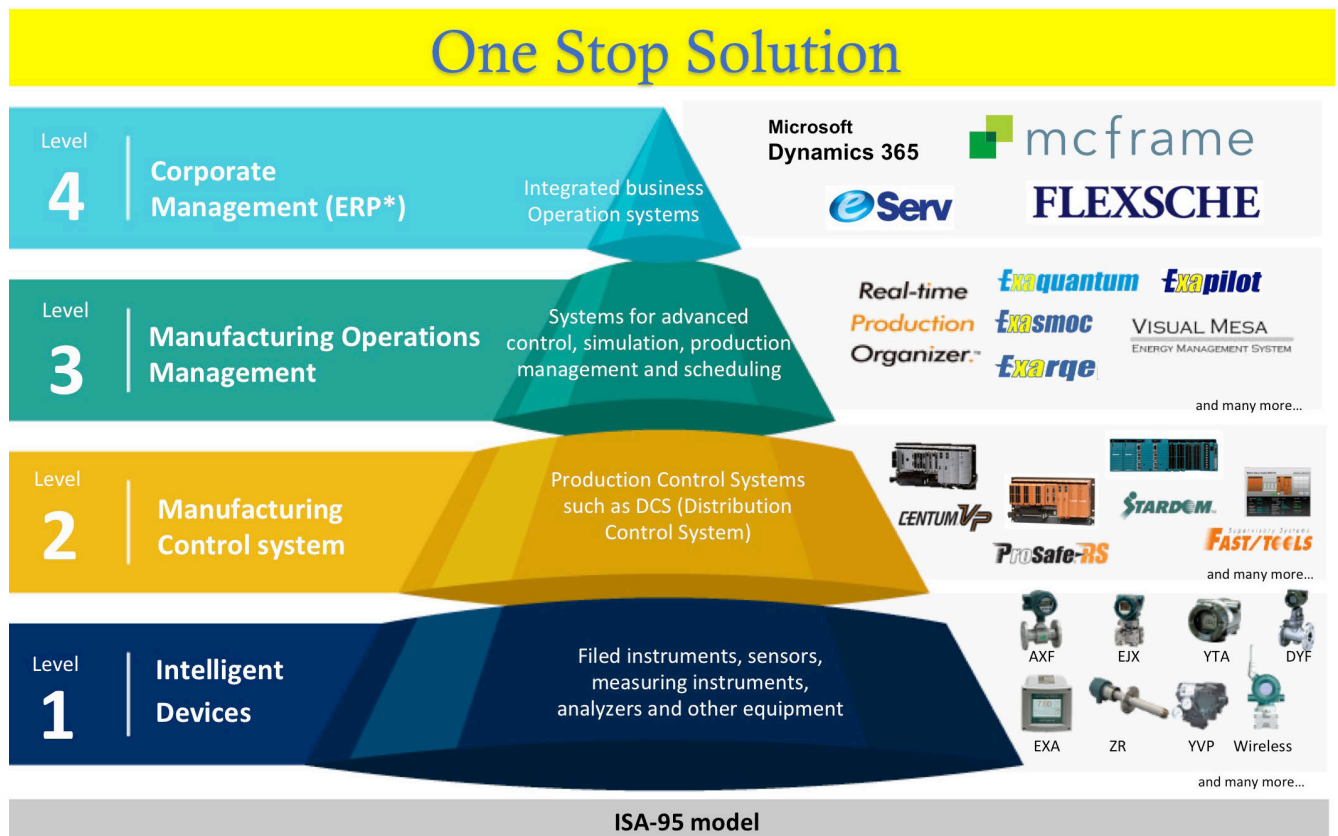 One Stop Solution
Level
4
Corporate
Management (ERP*)
Integrated business
Operation systems
Microsoft
Dynamics 365
mcframe
eServ
FLEXSCHE
Level
3
Manufacturing Operations
Management
Systems for advanced
control, simulation, production
management and scheduling
Real-time
Production
Organizer.™
Exaquantum
Exapilot
Exasmoc
Exarqe
VISUAL MESA
ENERGY MANAGEMENT SYSTEM
and many more...
Level
2
Manufacturing
Control system
Production Control Systems
such as DCS (Distribution
Control System)
CENTUM VP
ProSafe-RS
STARDOM™
Supervisory Systems
FAST/TOOLS
and many more...
Level
1
Intelligent
Devices
Filed instruments, sensors,
measuring instruments,
analyzers and other equipment
AXF EJX YTA DYF
EXA ZR YVP Wireless
and many more...
ISA-95 model